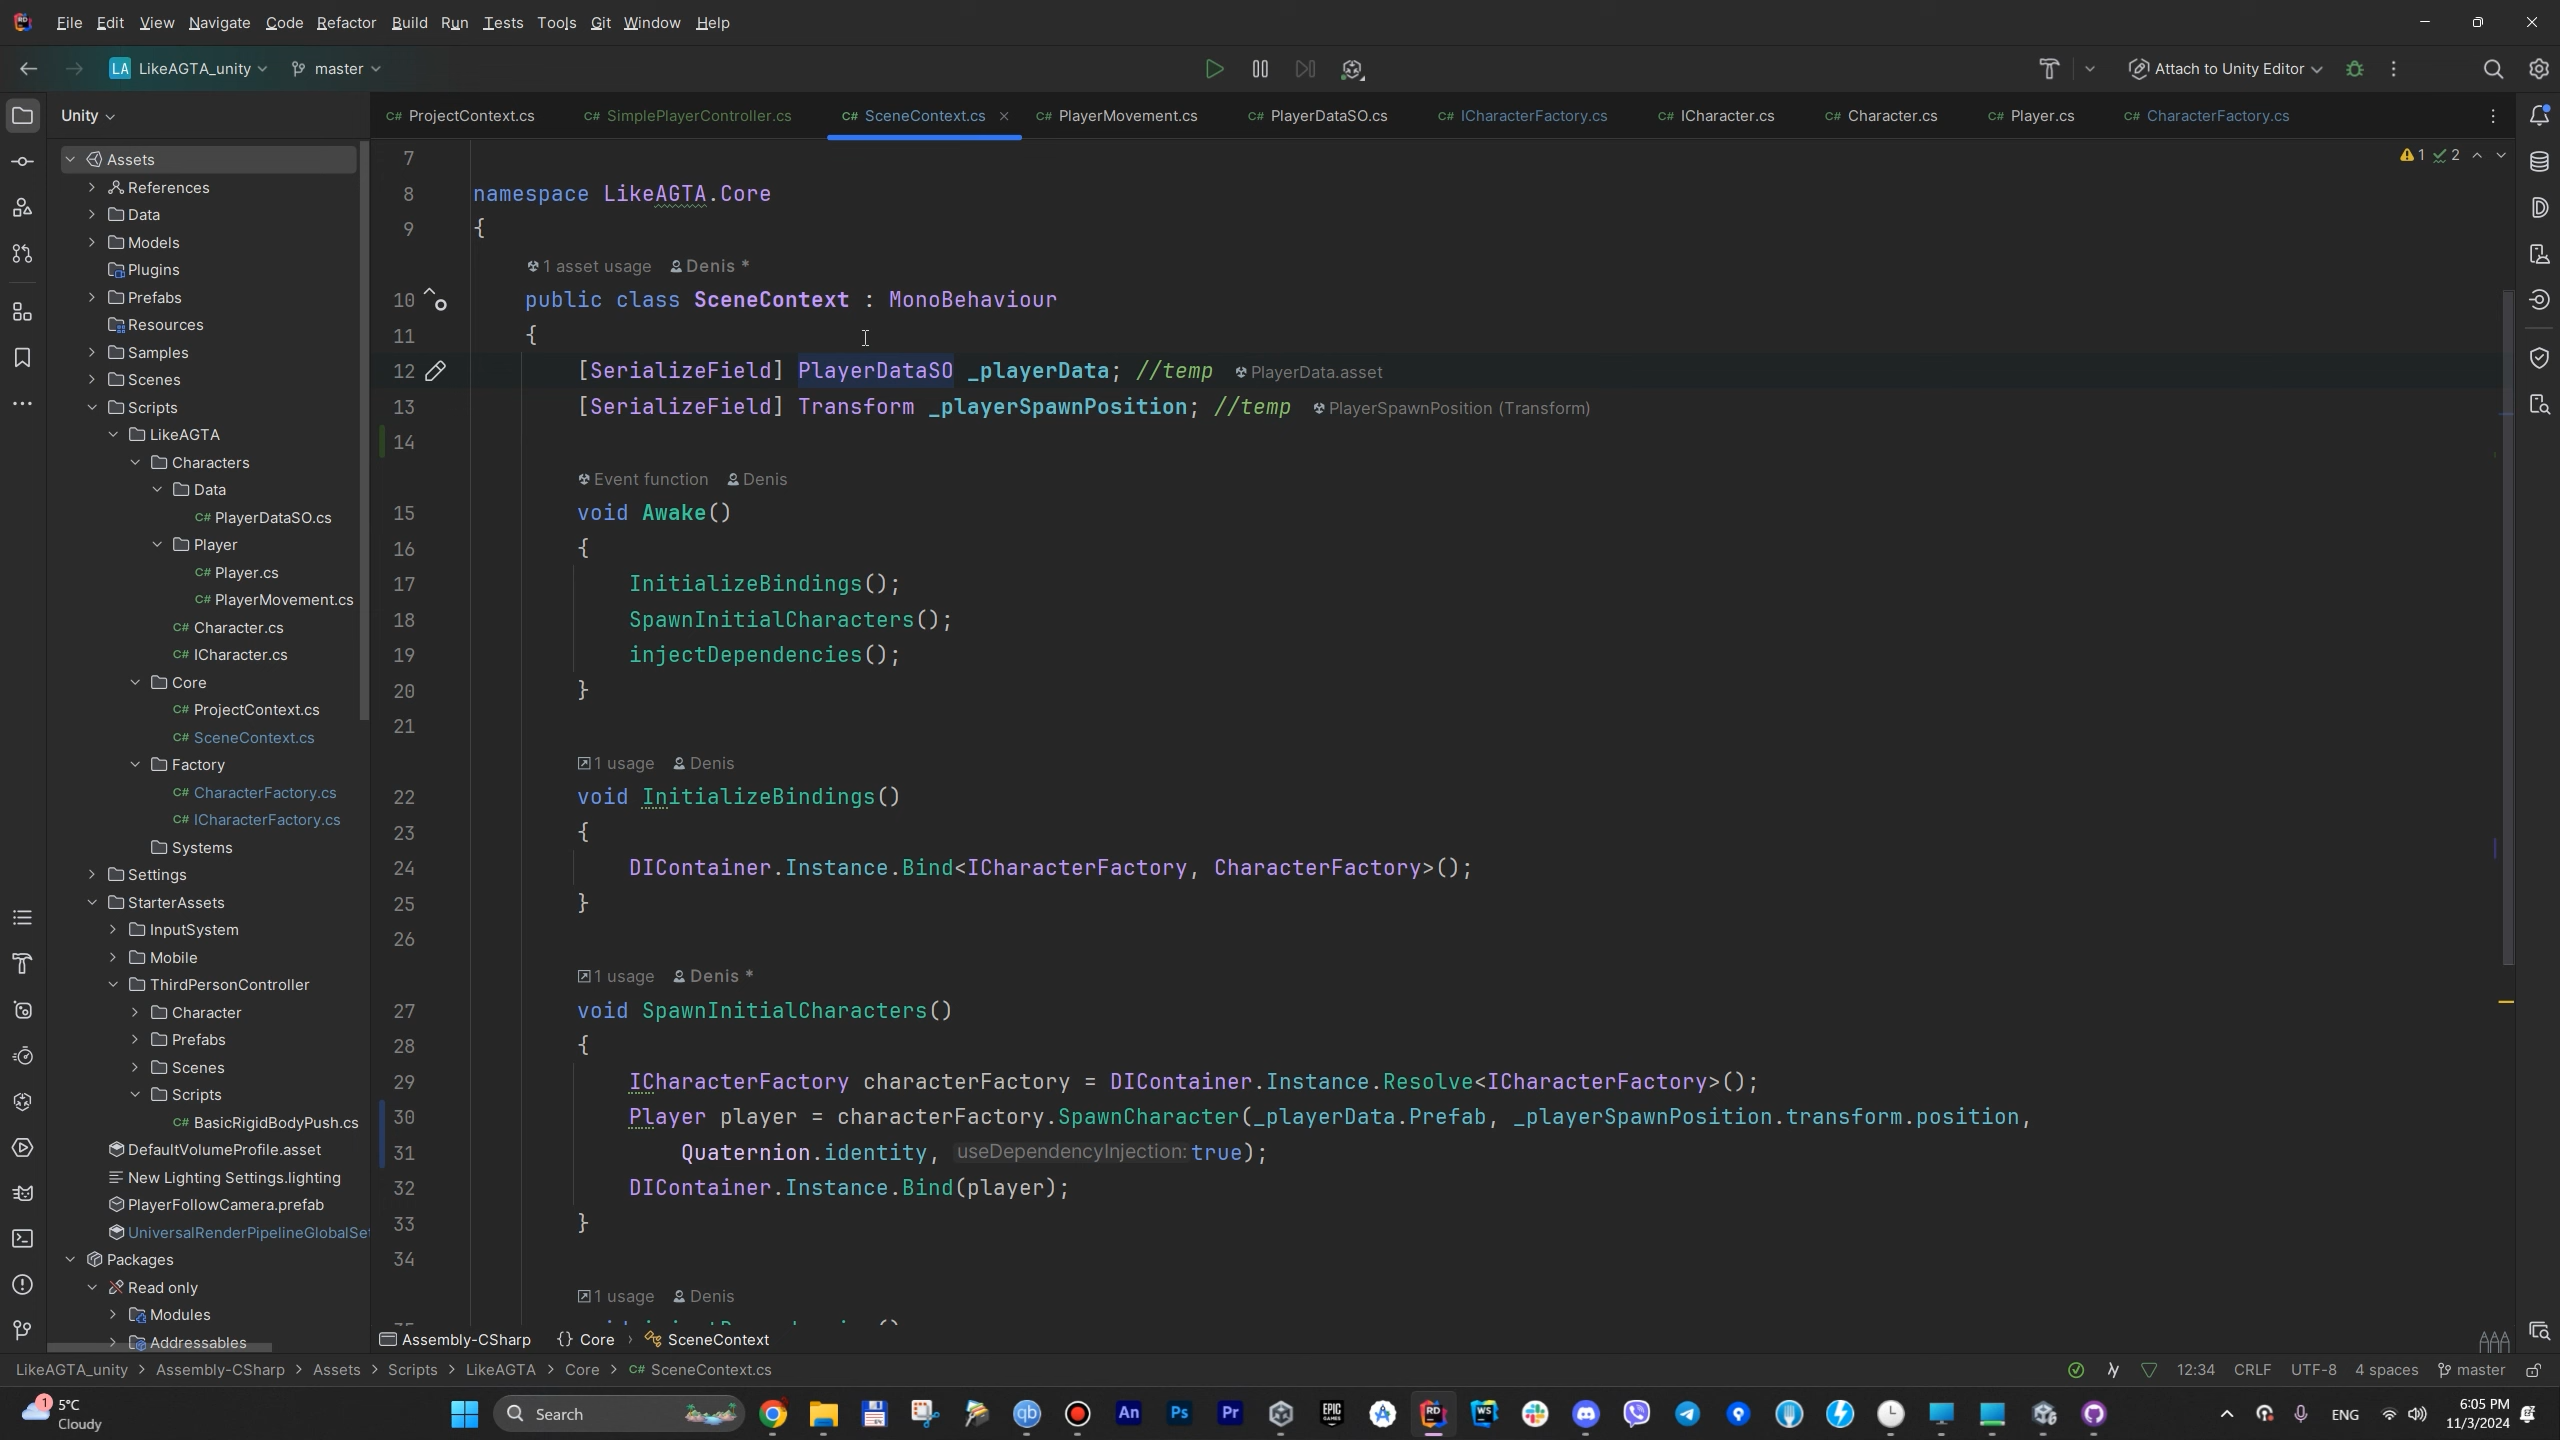 File Edit View Navigate Code Refactor Build Run Tests Tools Git Window Help
LA LikeAGTA_unity master Attach to Unity Editor
Unity
C# ProjectContext.cs C# SimplePlayerController.cs C# SceneContext.cs C# PlayerMovement.cs C# PlayerDataSO.cs C# ICharacterFactory.cs C# ICharacter.cs C# Character.cs C# Player.cs C# CharacterFactory.cs
1 2
Assets
References
Data
Models
Plugins
Prefabs
Resources
Samples
Scenes
Scripts
LikeAGTA
Characters
Data
C# PlayerDataSO.cs
Player
C# Player.cs
C# PlayerMovement.cs
C# Character.cs
C# ICharacter.cs
Core
C# ProjectContext.cs
C# SceneContext.cs
Factory
C# CharacterFactory.cs
C# ICharacterFactory.cs
Systems
Settings
StarterAssets
InputSystem
Mobile
ThirdPersonController
Character
Prefabs
Scenes
Scripts
C# BasicRigidBodyPush.cs
DefaultVolumeProfile.asset
New Lighting Settings.lighting
PlayerFollowCamera.prefab
UniversalRenderPipelineGlobalSet
Packages
Read only
Modules
Addressables
7
8 namespace LikeAGTA.Core
9 {
1 asset usage Denis *
10 public class SceneContext : MonoBehaviour
11 {
12 [SerializeField] PlayerDataSO _playerData; //temp PlayerData.asset
13 [SerializeField] Transform _playerSpawnPosition; //temp PlayerSpawnPosition (Transform)
14
Event function Denis
15 void Awake()
16 {
17 InitializeBindings();
18 SpawnInitialCharacters();
19 injectDependencies();
20 }
21
1 usage Denis
22 void InitializeBindings()
23 {
24 DIContainer.Instance.Bind<ICharacterFactory, CharacterFactory>();
25 }
26
1 usage Denis *
27 void SpawnInitialCharacters()
28 {
29 ICharacterFactory characterFactory = DIContainer.Instance.Resolve<ICharacterFactory>();
30 Player player = characterFactory.SpawnCharacter(_playerData.Prefab, _playerSpawnPosition.transform.position,
31 Quaternion.identity, useDependencyInjection: true);
32 DIContainer.Instance.Bind(player);
33 }
34
1 usage Denis
Assembly-CSharp {} Core › SceneContext
LikeAGTA_unity › Assembly-CSharp › Assets › Scripts › LikeAGTA › Core › C# SceneContext.cs 12:34 CRLF UTF-8 4 spaces master
1 5°C
Cloudy
Search
qb An Ps Pr EPIC GAMES RD WS
ENG
6:05 PM
11/3/2024